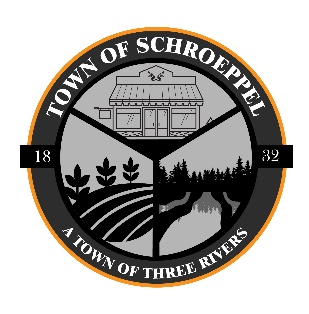 TOWN OF SCHROEPPEL
18 32
A TOWN OF THREE RIVERS